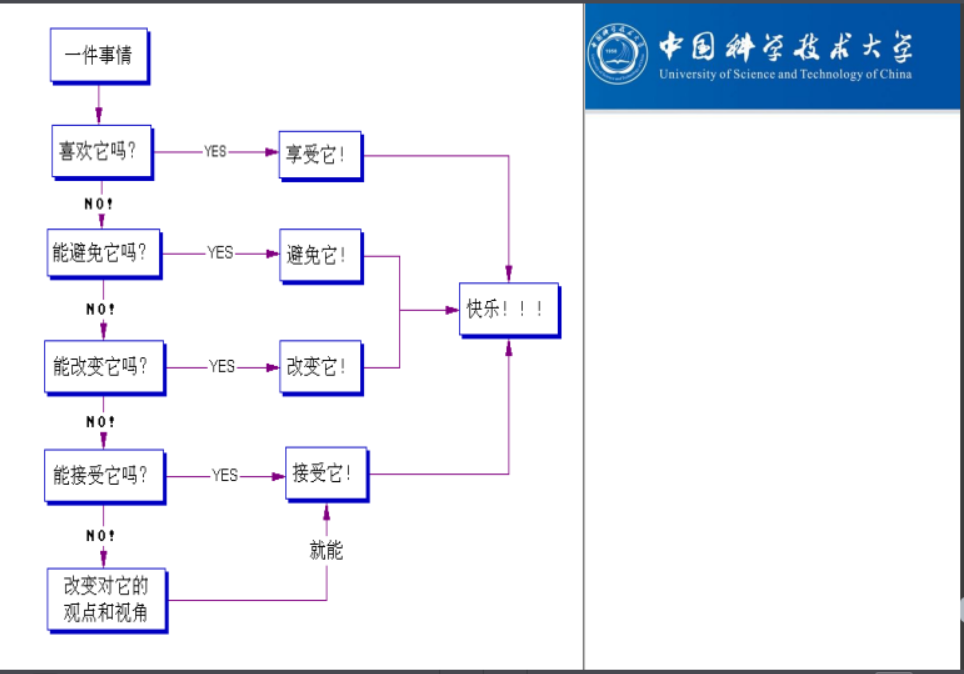 一件事情
喜欢它吗?
YES
享受它!
NO!
能避免它吗?
YES
避免它!
快乐!!!
NO!
能改变它吗?
YES
改变它!
NO!
能接受它吗?
YES
接受它!
NO!
就能
改变对它的
观点和视角
中国科学技术大学
University of Science and Technology of China